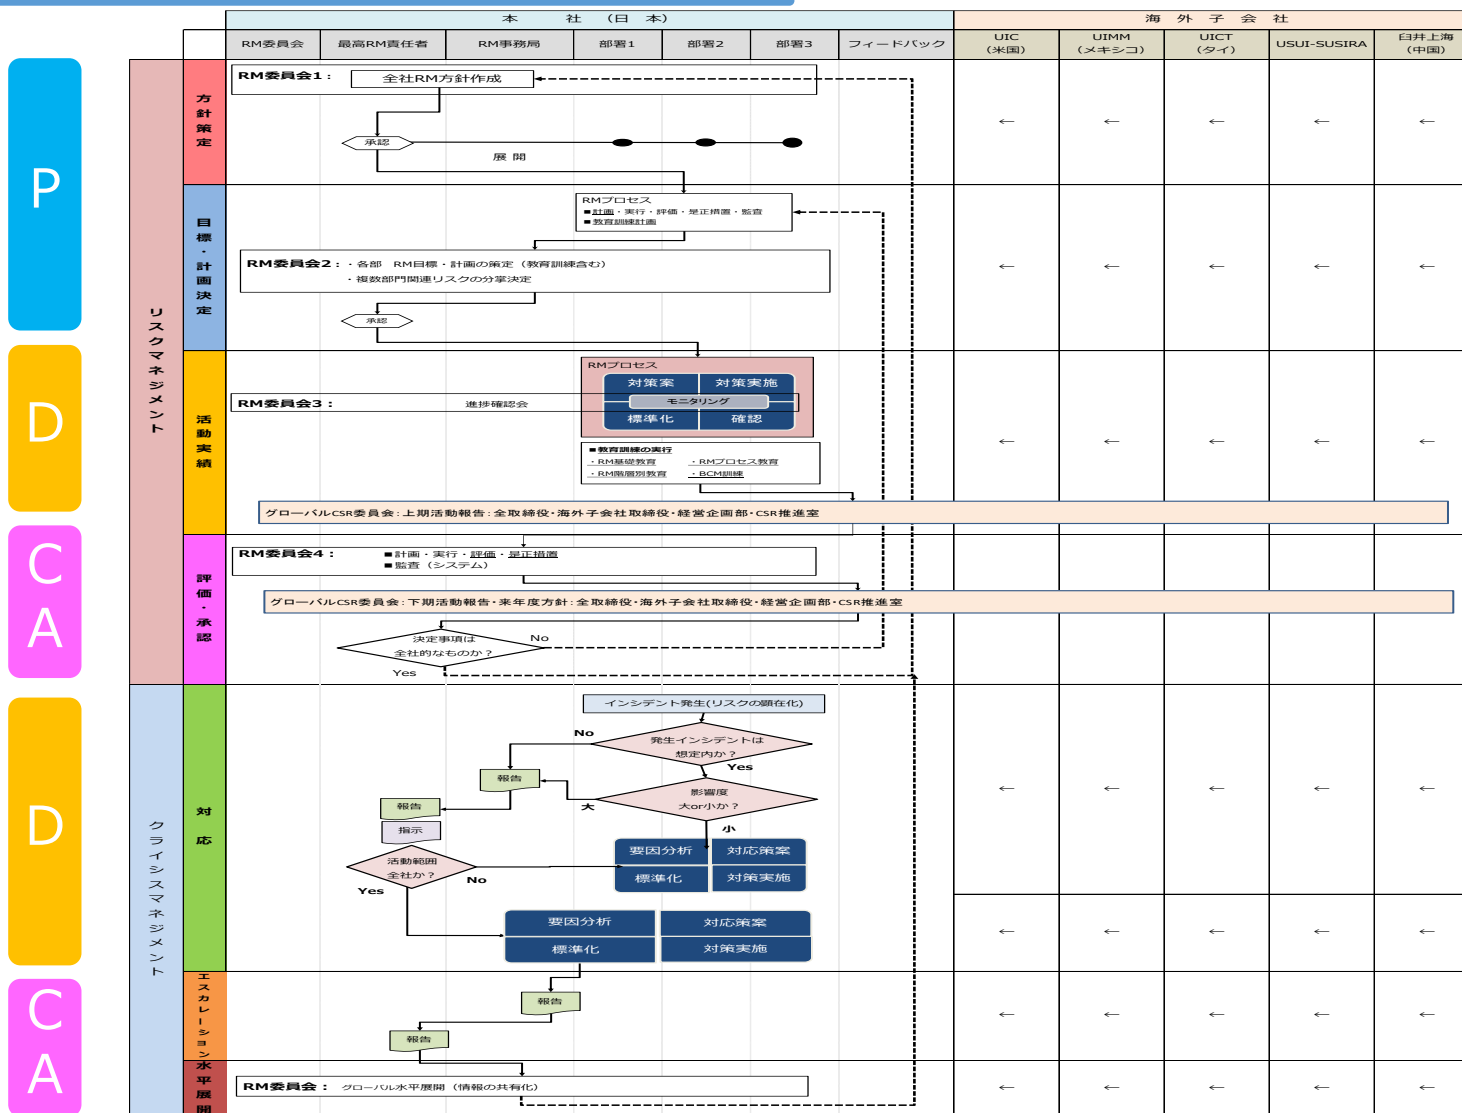 本 社 (日 本)
海 外 子 会 社
RM委員会
最高RM責任者
RM事務局
部署1
部署2
部署3
フィードバック
UIC
(米国)
UIMM
(メキシコ)
UICT
(タイ)
USUI-SUSIRA
臼井上海
(中国)
P
D
C
A
D
C
A
リスクマネジメント
クライシスマネジメント
方針策定
RM委員会1：
全社RM方針作成
承認
展 開
← ← ← ← ←
目標・計画決定
RMプロセス
■計画・実行・評価・是正措置・監査
■教育訓練計画
RM委員会2：・各部　RM目標・計画の策定（教育訓練含む）
・複数部門関連リスクの分掌決定
承認
← ← ← ← ←
活動実績
RMプロセス
対策案 対策実施
モニタリング
標準化 確認
RM委員会3：
進捗確認会
■教育訓練の実行
・RM基礎教育 ・RMプロセス教育
・RM階層別教育 ・BCM訓練
← ← ← ← ←
グローバルCSR委員会：上期活動報告：全取締役・海外子会社取締役・経営企画部・CSR推進室
評価・承認
RM委員会4：
■計画・実行・評価・是正措置
■監査（システム）
グローバルCSR委員会：下期活動報告・来年度方針：全取締役・海外子会社取締役・経営企画部・CSR推進室
決定事項は
全社的なものか？
No
Yes
対応
インシデント発生(リスクの顕在化)
発生インシデントは
想定内か？
No
Yes
報告
影響度
大or小か？
大
小
報告
指示
活動範囲
全社か？
Yes
No
要因分析 対応策案
標準化 対策実施
← ← ← ← ←
要因分析 対応策案
標準化 対策実施
← ← ← ← ←
エスカレーション
報告
報告
← ← ← ← ←
水平展開
RM委員会： グローバル水平展開（情報の共有化）
← ← ← ← ←